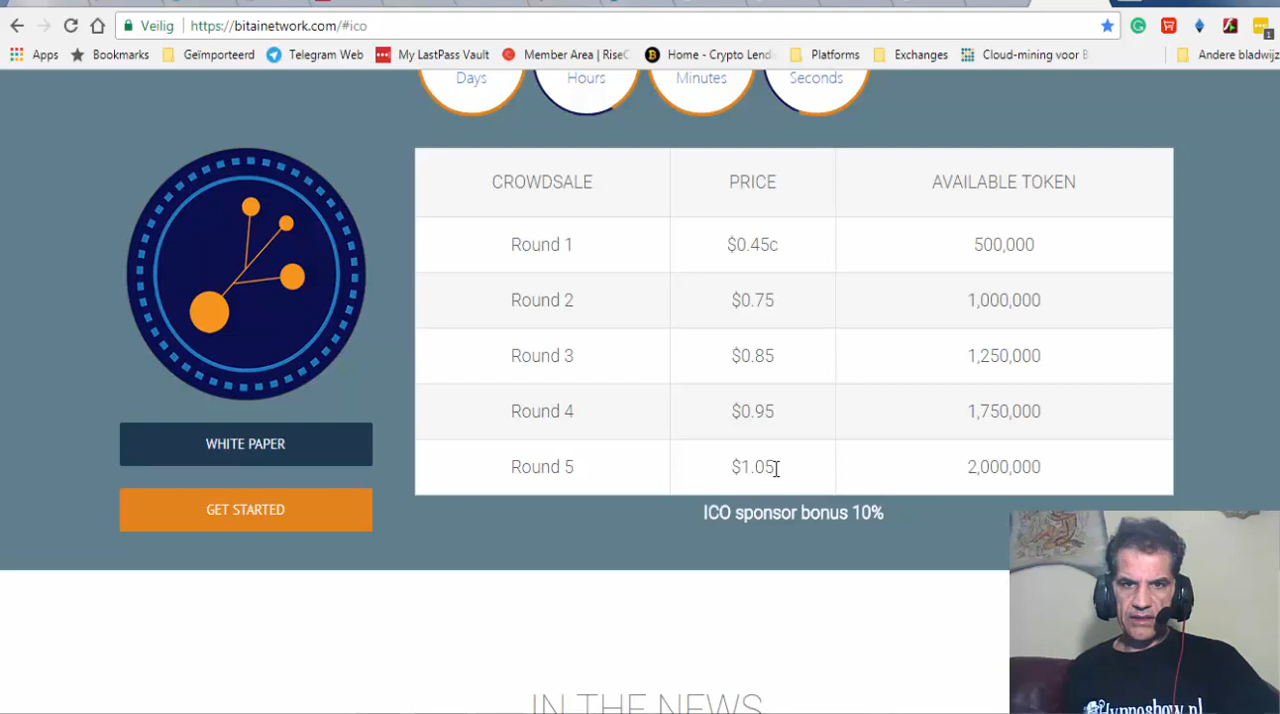 Veilig https://bitainetwork.com/#ico
Apps Bookmarks Geïmporteerd Telegram Web My LastPass Vault Member Area | RiseC Home - Crypto Lend Platforms Exchanges Cloud-mining voor B Andere bladwijz
Days Hours Minutes Seconds
CROWDSALE PRICE AVAILABLE TOKEN
Round 1 $0.45c 500,000
Round 2 $0.75 1,000,000
Round 3 $0.85 1,250,000
Round 4 $0.95 1,750,000
Round 5 $1.05 2,000,000
WHITE PAPER
GET STARTED
ICO sponsor bonus 10%
IN THE NEWS
Hypnoshow.nl